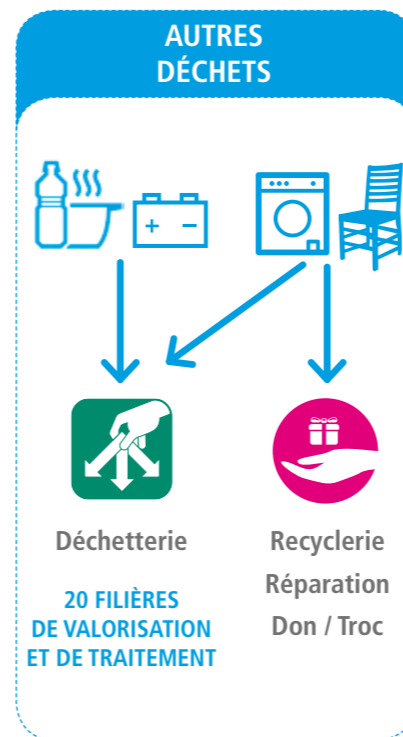 AUTRES
DÉCHETS
+ −
Déchetterie
20 FILIÈRES
DE VALORISATION
ET DE TRAITEMENT
Recyclerie
Réparation
Don / Troc